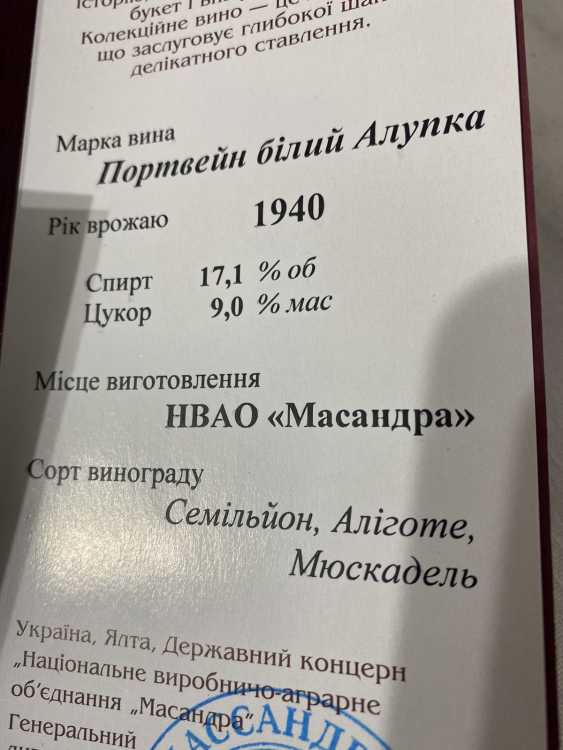 букет і
Колекційне вино — це
що заслуговує глибокої
делікатного ставлення.
Марка вина
Портвейн білий Алупка
Рік врожаю 1940
Спирт 17,1 % об
Цукор 9,0 % мас
Місце виготовлення
НВАО «Масандра»
Сорт винограду
Семільйон, Аліготе,
Мюскадель
Україна, Ялта, Державний концерн
„Національне виробничо-аграрне
об’єднання „Масандра”
Генеральний
МАССАНДР